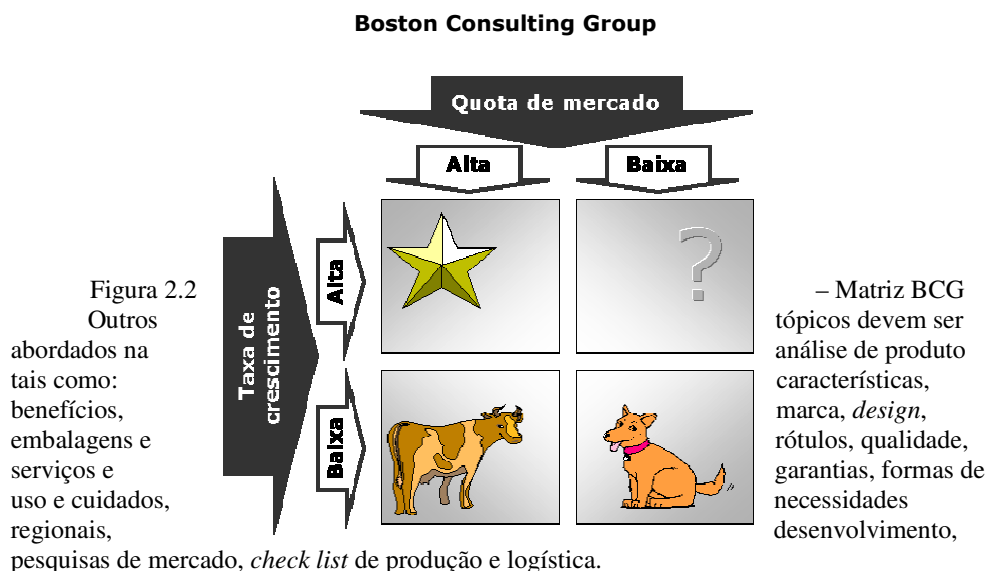 Boston Consulting Group
Quota de mercado
Alta
Baixa
Taxa de
crescimento
Alta
?
Baixa
Figura 2.2 – Matriz BCG
Outros tópicos devem ser
abordados na análise de produto
tais como: características,
benefícios, marca, design,
embalagens e rótulos, qualidade,
serviços e garantias, formas de
uso e cuidados, necessidades
regionais, desenvolvimento,
pesquisas de mercado, check list de produção e logística.